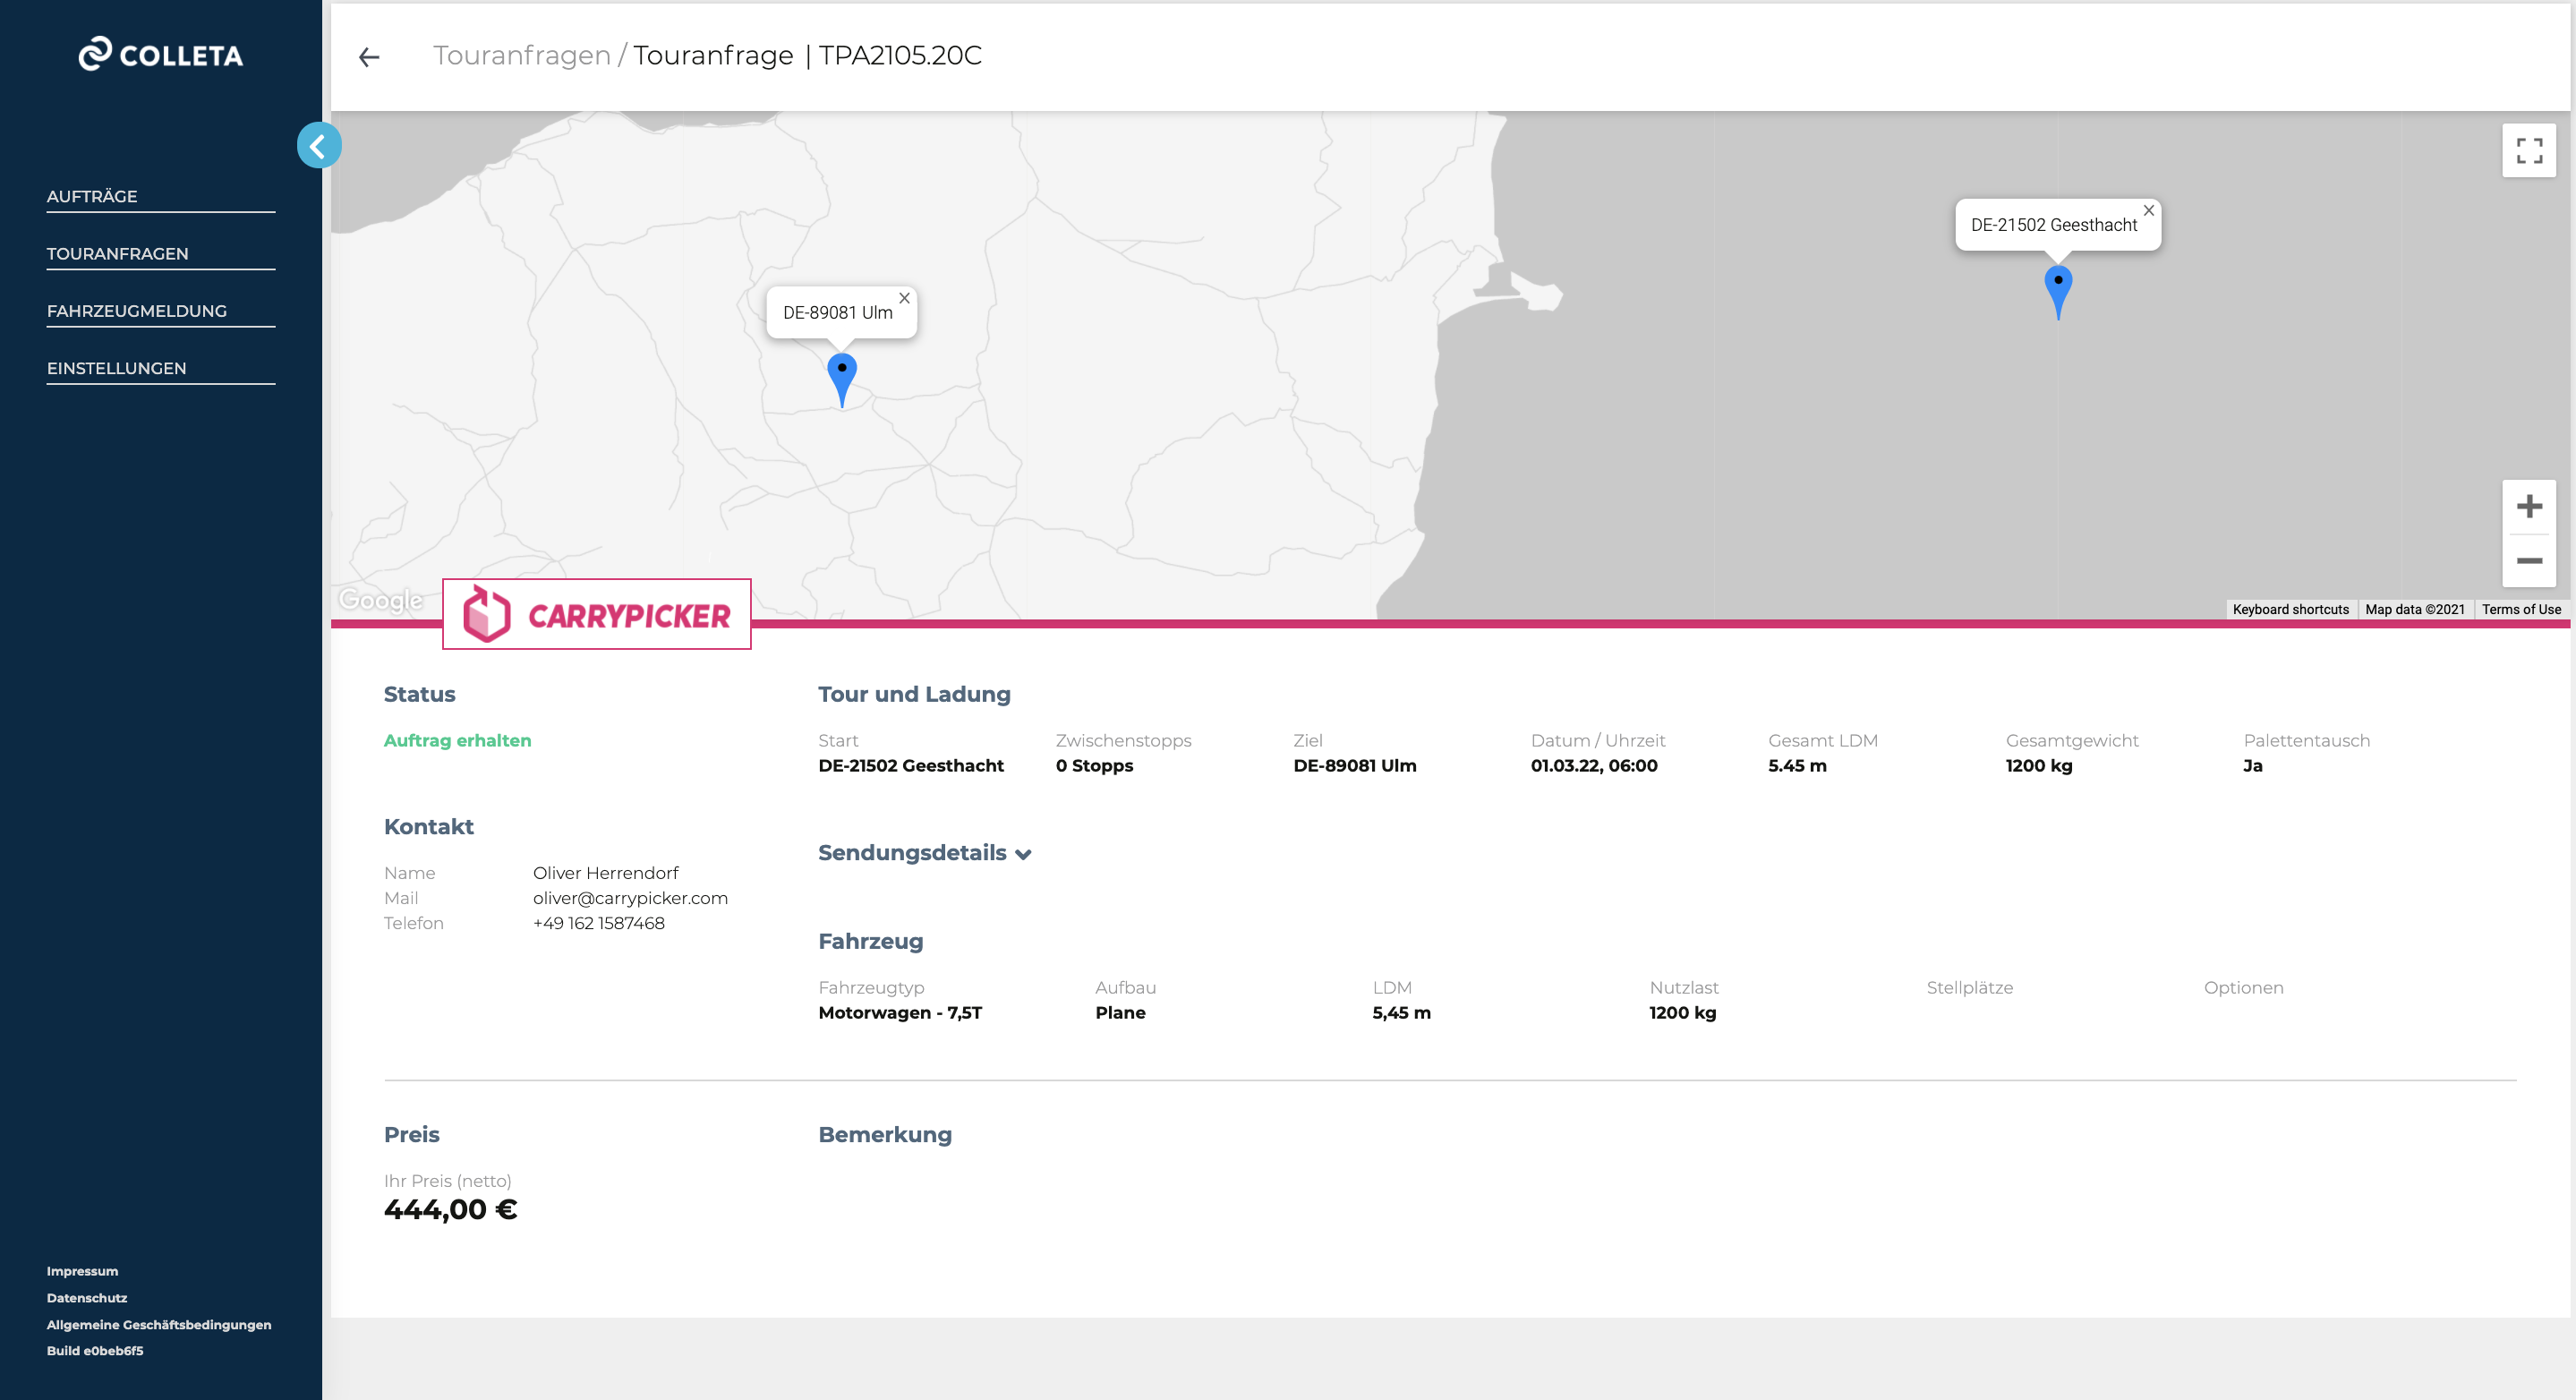 COLLETA
AUFTRÄGE
TOURANFRAGEN
FAHRZEUGMELDUNG
EINSTELLUNGEN
Impressum
Datenschutz
Allgemeine Geschäftsbedingungen
Build e0beb6f5
Touranfragen / Touranfrage | TPA2105.20C
DE-21502 Geesthacht
DE-89081 Ulm
Google
Keyboard shortcuts Map data ©2021 Terms of Use
CARRYPICKER
Status
Auftrag erhalten
Kontakt
Name Oliver Herrendorf
Mail oliver@carrypicker.com
Telefon +49 162 1587468
Tour und Ladung
Start Zwischenstopps Ziel Datum / Uhrzeit Gesamt LDM Gesamtgewicht Palettentausch
DE-21502 Geesthacht 0 Stopps DE-89081 Ulm 01.03.22, 06:00 5.45 m 1200 kg Ja
Sendungsdetails
Fahrzeug
Fahrzeugtyp Aufbau LDM Nutzlast Stellplätze Optionen
Motorwagen - 7,5T Plane 5,45 m 1200 kg
Preis
Ihr Preis (netto)
444,00 €
Bemerkung